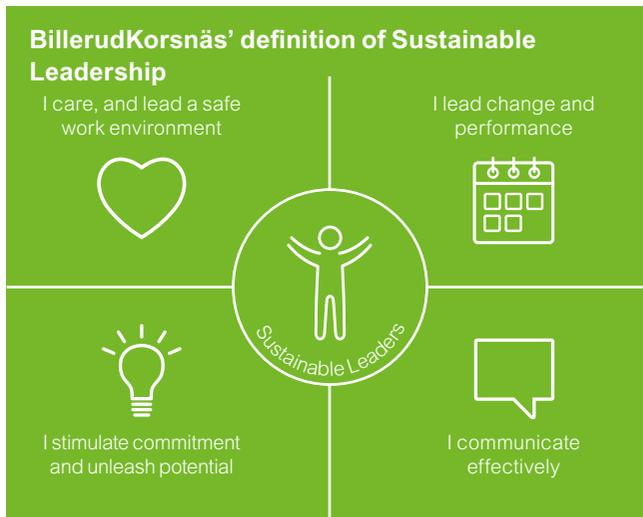 BillerudKorsnäs’ definition of Sustainable
Leadership
I care, and lead a safe
work environment
I lead change and
performance
Sustainable Leaders
I stimulate commitment
and unleash potential
I communicate
effectively